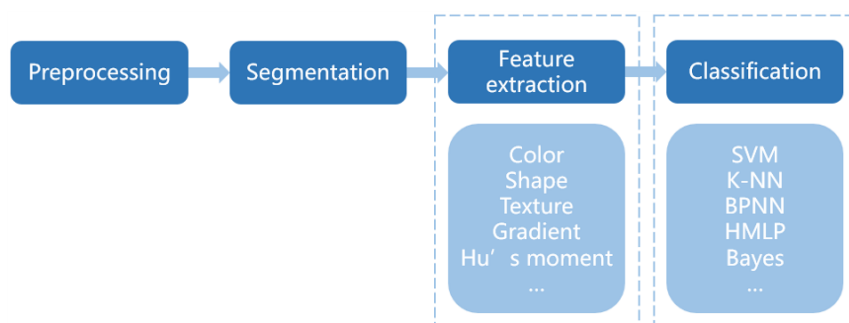 Preprocessing
Segmentation
Feature
extraction
Classification
Color
Shape
Texture
Gradient
Hu’s moment
...
SVM
K-NN
BPNN
HMLP
Bayes
...